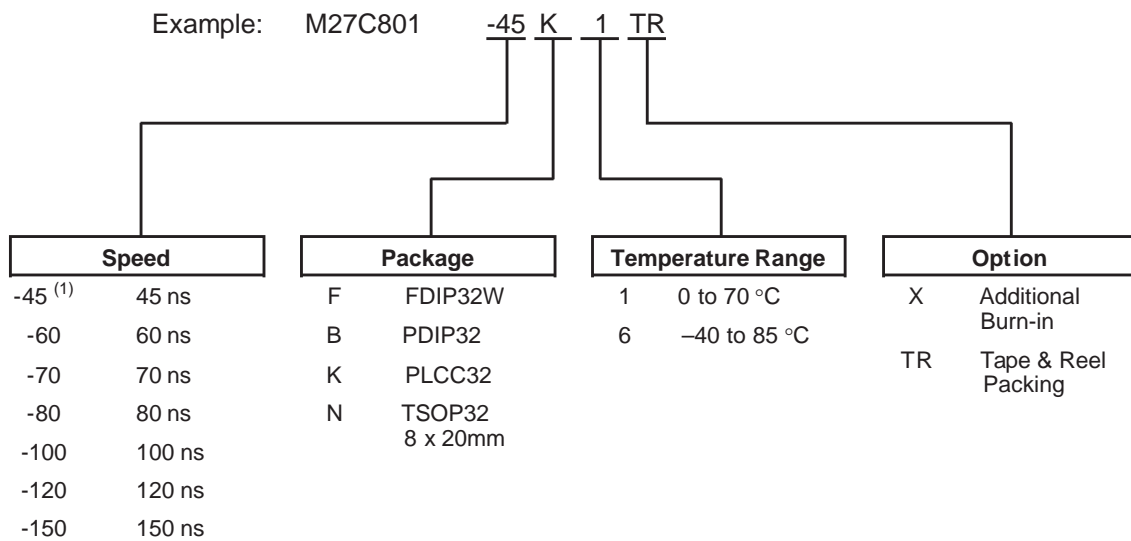 Example: M27C801 -45 K 1 TR
Speed
-45 (1) 45 ns
-60 60 ns
-70 70 ns
-80 80 ns
-100 100 ns
-120 120 ns
-150 150 ns
Package
F FDIP32W
B PDIP32
K PLCC32
N TSOP32
8 x 20mm
Temperature Range
1 0 to 70 °C
6 –40 to 85 °C
Option
X Additional
Burn-in
TR Tape & Reel
Packing